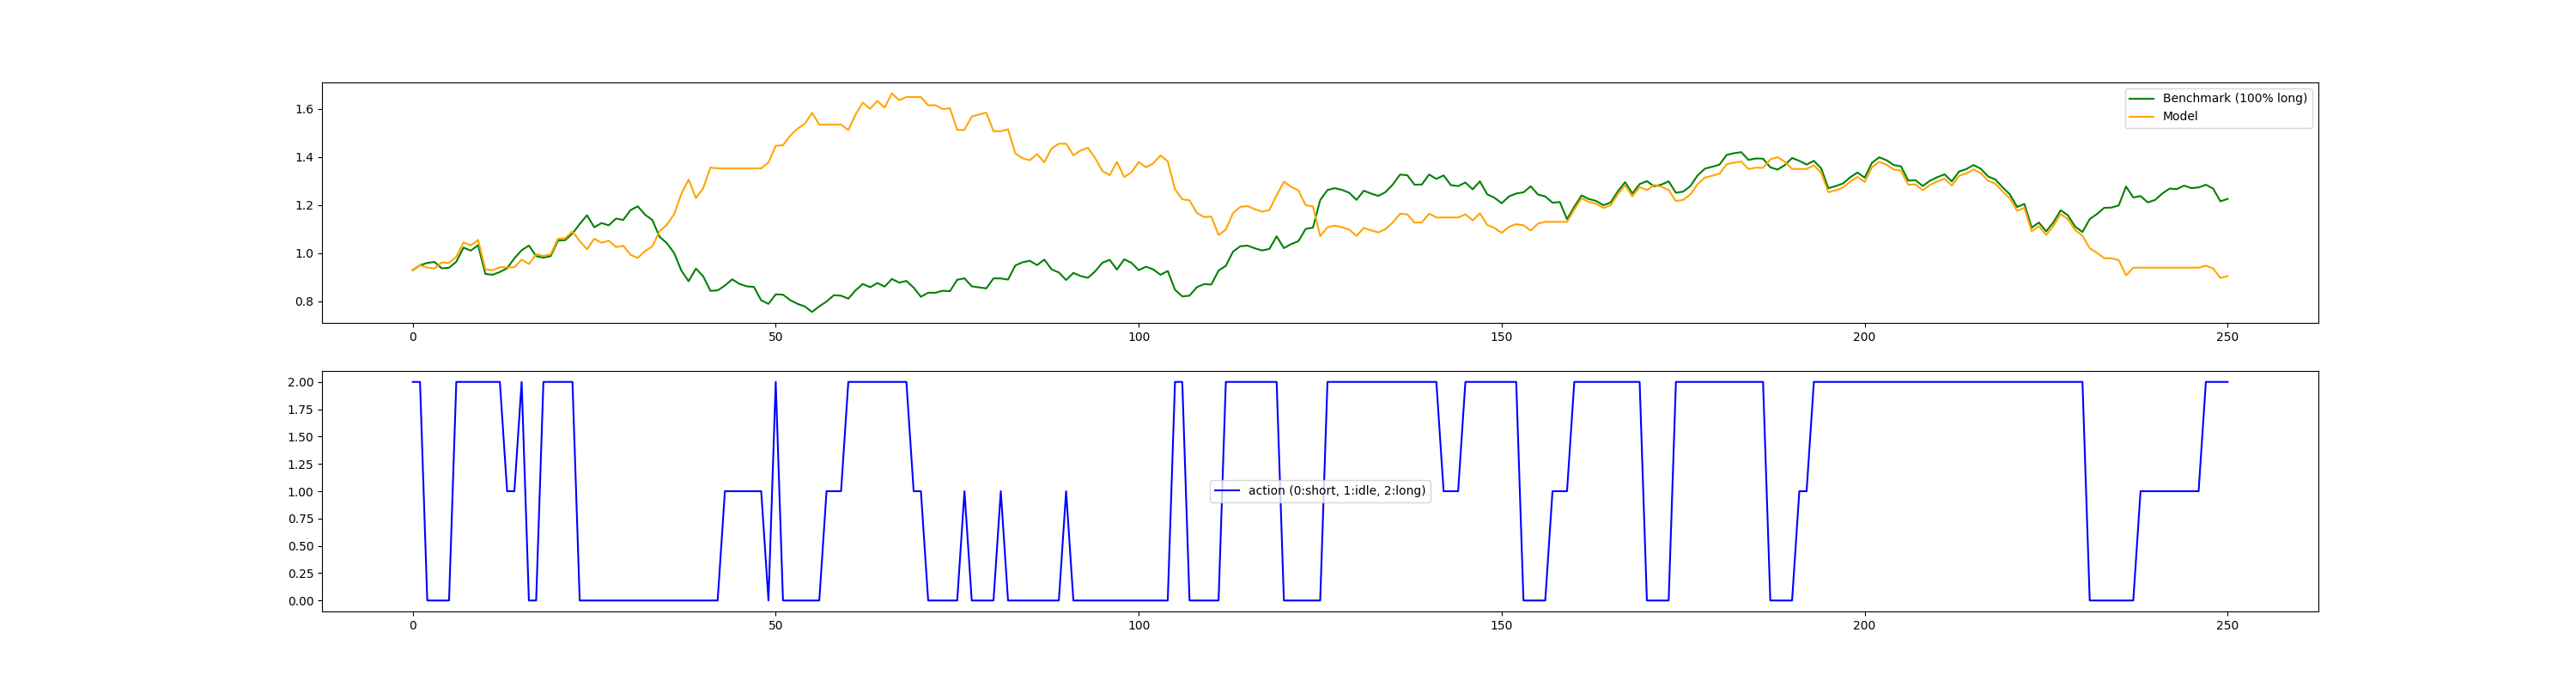 1.6
1.4
1.2
1.0
0.8
Benchmark (100% long)
Model
0 50 100 150 200 250
2.00
1.75
1.50
1.25
1.00
0.75
0.50
0.25
0.00
action (0:short, 1:idle, 2:long)
0 50 100 150 200 250